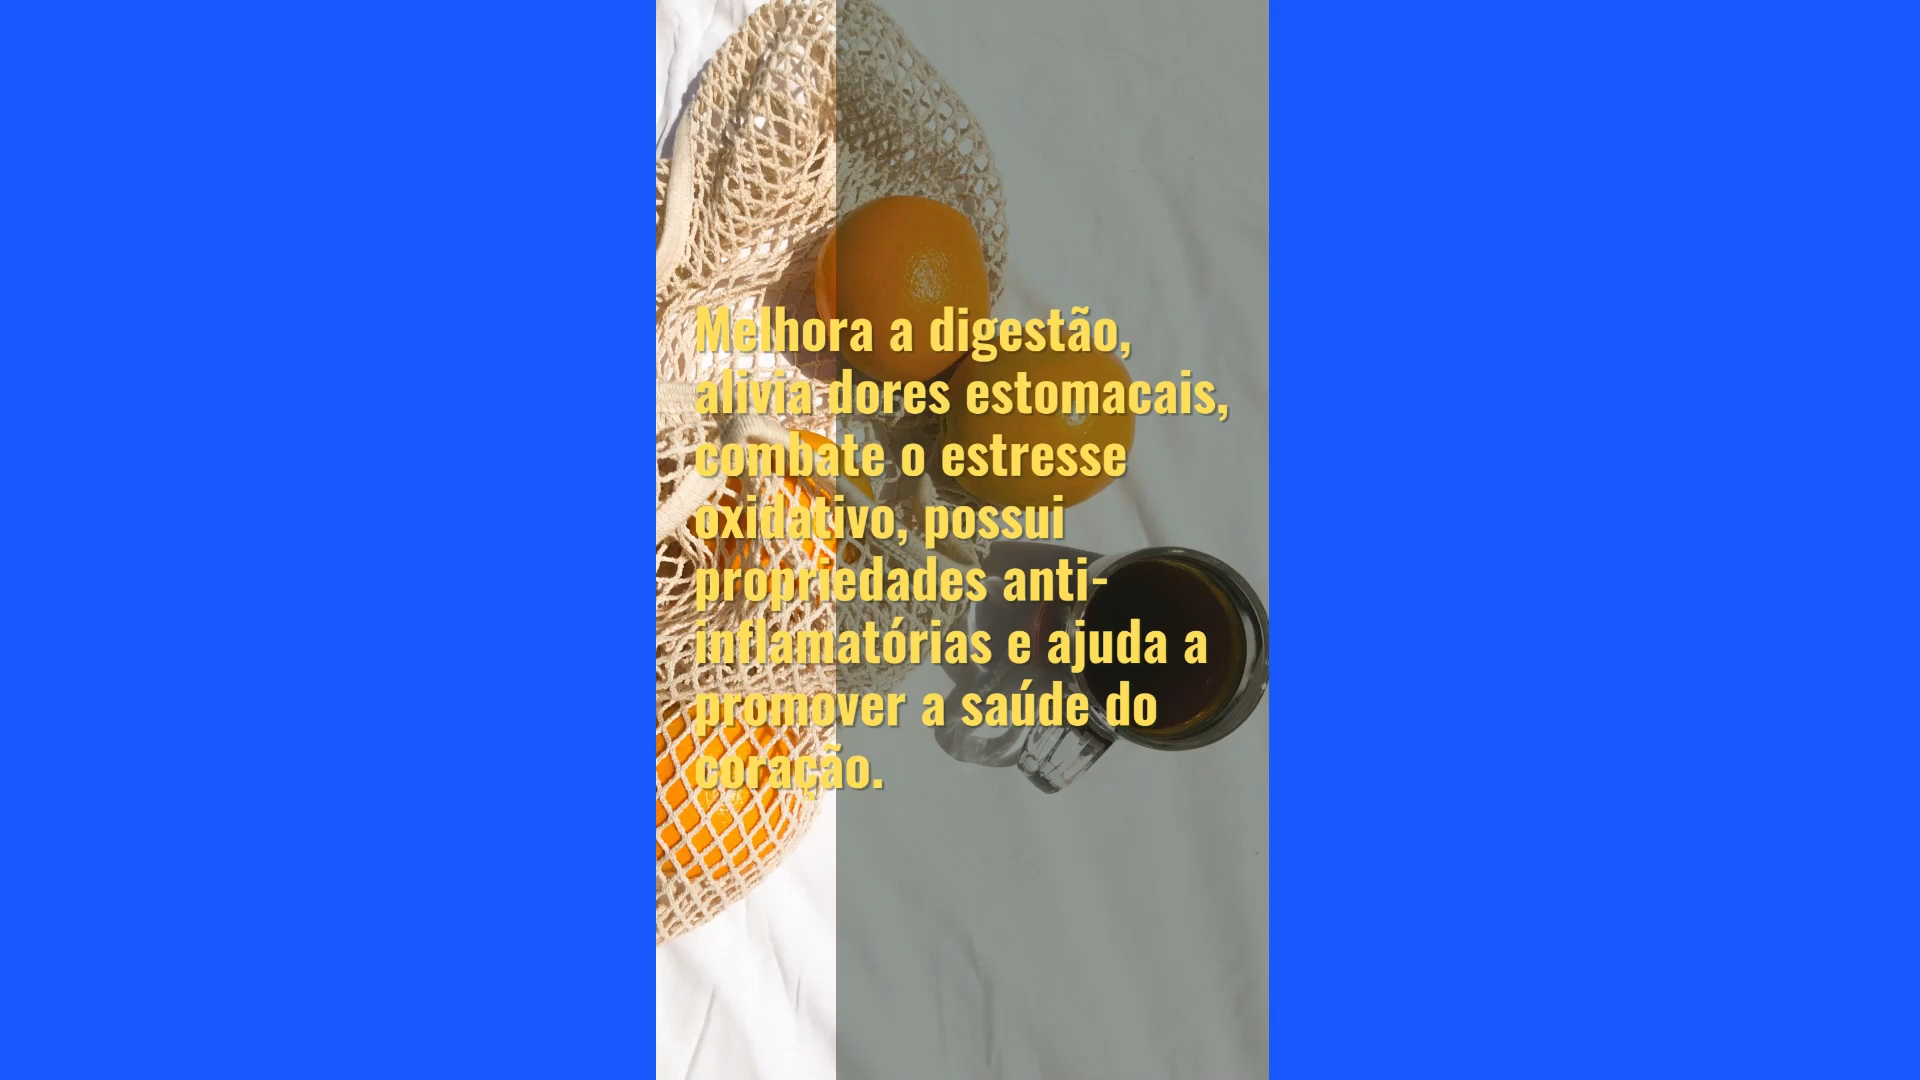 Melhora a digestão,
alivia dores estomacais,
combate o estresse
oxidativo, possui
propriedades anti-
inflamatórias e ajuda a
promover a saúde do
coração.